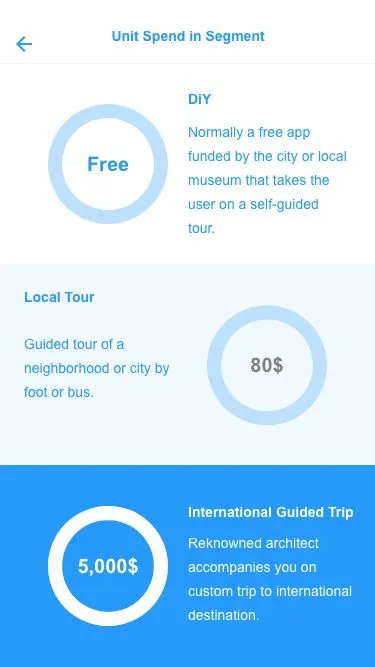 Unit Spend in Segment
DiY
Free
Normally a free app
funded by the city or local
museum that takes the
user on a self-guided
tour.
Local Tour
Guided tour of a
neighborhood or city by
foot or bus.
80$
International Guided Trip
5,000$
Reknowned architect
accompanies you on
custom trip to international
destination.